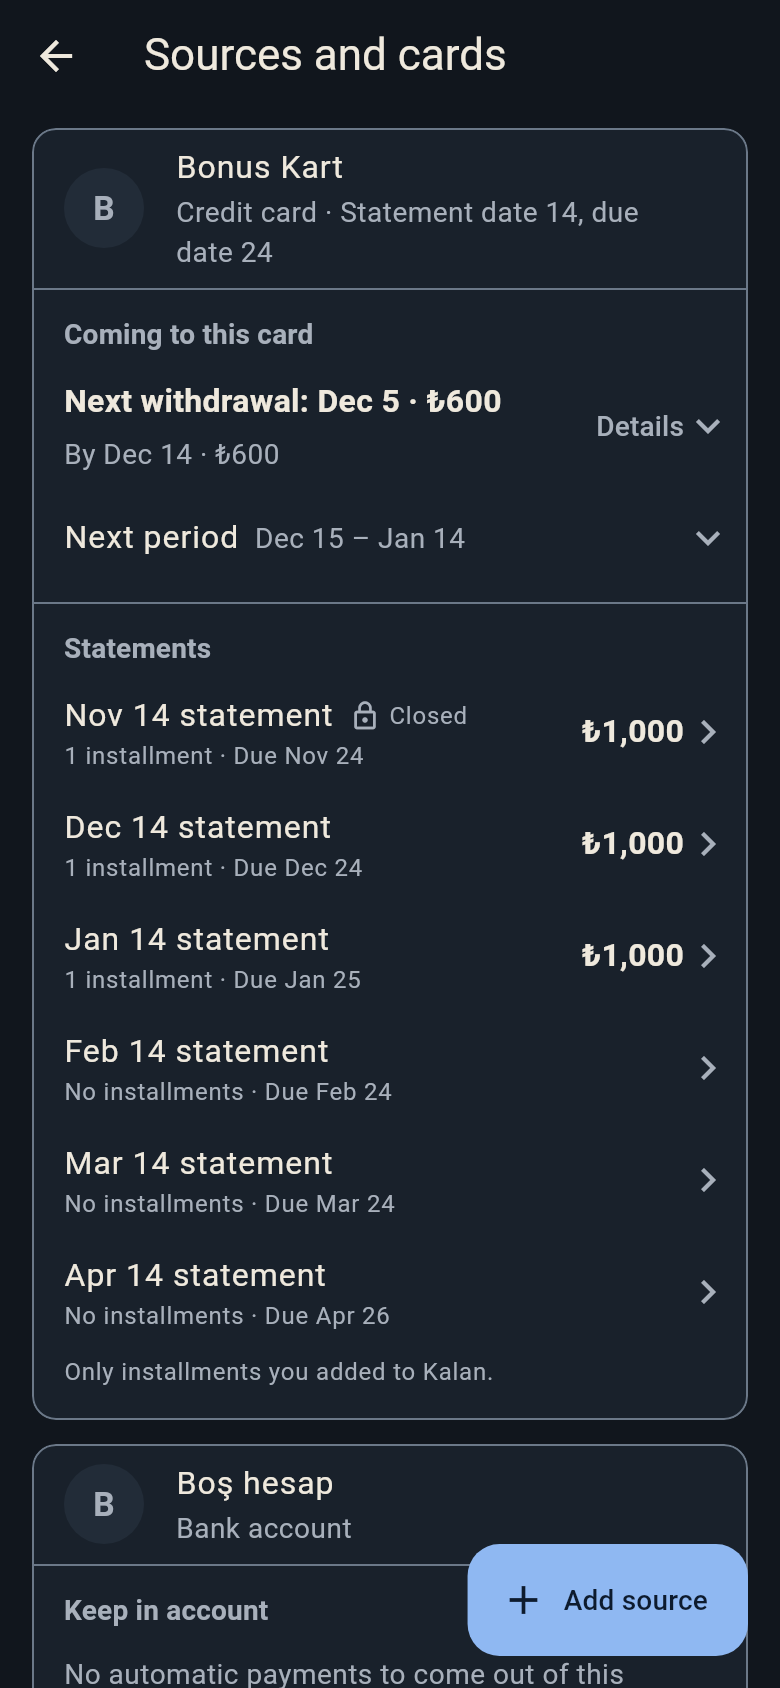 Sources and cards
B
Bonus Kart
Credit card · Statement date 14, due
date 24
Coming to this card
Next withdrawal: Dec 5 · ₺600
Details
By Dec 14 · ₺600
Next period Dec 15 – Jan 14
Statements
Nov 14 statement Closed
₺1,000
1 installment · Due Nov 24
Dec 14 statement
₺1,000
1 installment · Due Dec 24
Jan 14 statement
₺1,000
1 installment · Due Jan 25
Feb 14 statement
No installments · Due Feb 24
Mar 14 statement
No installments · Due Mar 24
Apr 14 statement
No installments · Due Apr 26
Only installments you added to Kalan.
B
Boş hesap
Bank account
Add source
Keep in account
No automatic payments to come out of this